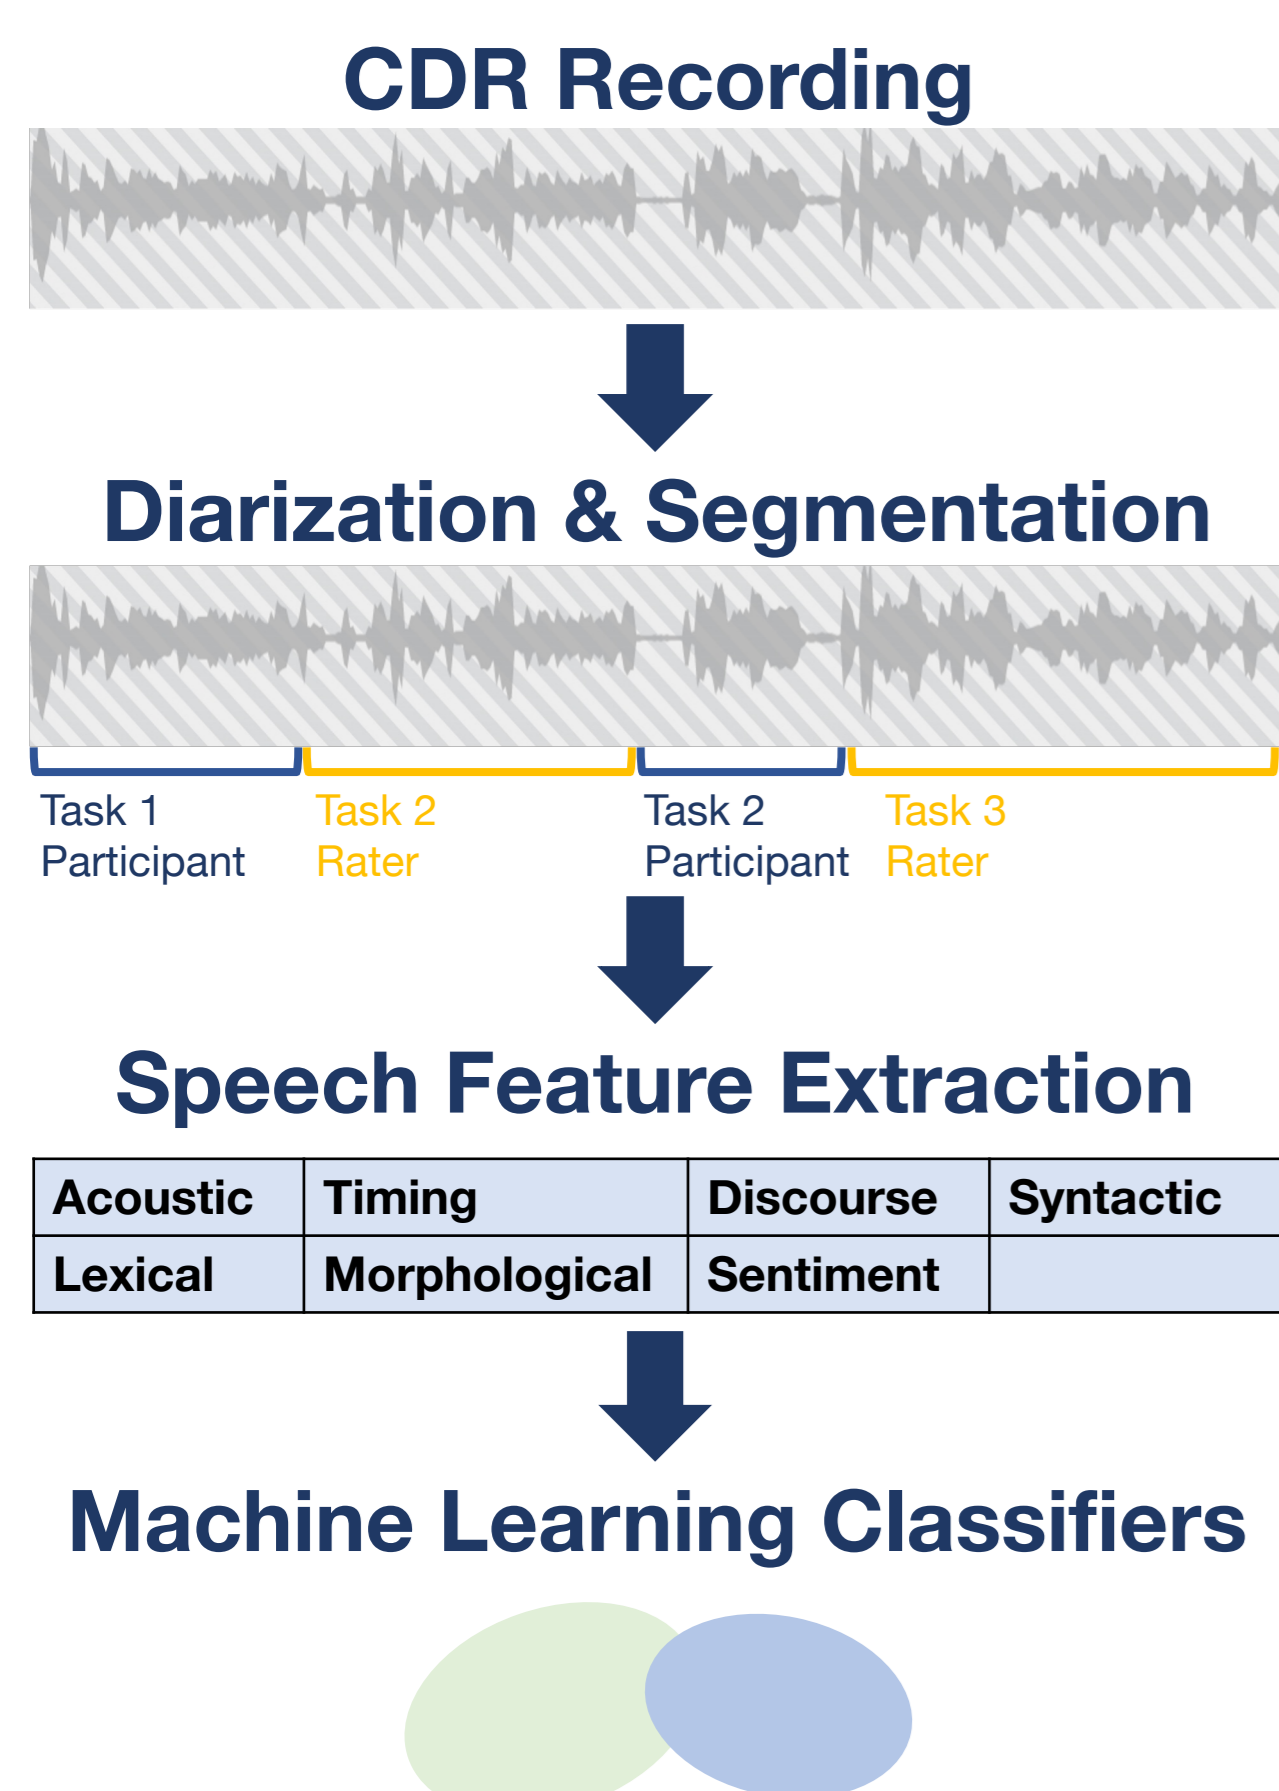 CDR Recording
Diarization & Segmentation
Task 1 Participant
Task 2 Rater
Task 2 Participant
Task 3 Rater
Speech Feature Extraction
Acoustic Timing Discourse Syntactic
Lexical Morphological Sentiment
Machine Learning Classifiers